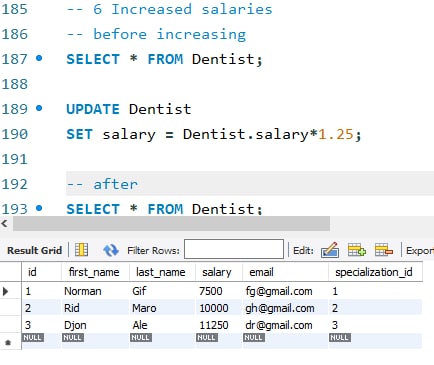 185 -- 6 Increased salaries
186 -- before increasing
187 SELECT * FROM Dentist;
188
189 UPDATE Dentist
190 SET salary = Dentist.salary*1.25;
191
192 -- after
193 SELECT * FROM Dentist;
Result Grid Filter Rows: Edit: Export
id first_name last_name salary email specialization_id
1 Norman Gif 7500 fg@gmail.com 1
2 Rid Maro 10000 gh@gmail.com 2
3 Djon Ale 11250 dr@gmail.com 3
NULL NULL NULL NULL NULL NULL